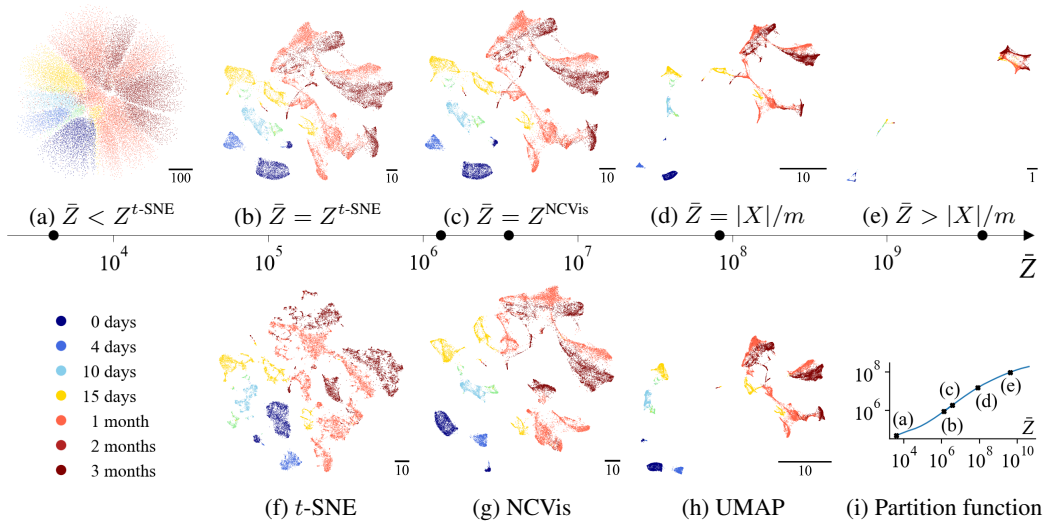 100
10
10
10
1
(a) Z̄ < Z^{t-SNE}
(b) Z̄ = Z^{t-SNE}
(c) Z̄ = Z^{NCVis}
(d) Z̄ = |X|/m
(e) Z̄ > |X|/m
10^4
10^5
10^6
10^7
10^8
10^9
Z̄
0 days
4 days
10 days
15 days
1 month
2 months
3 months
10
10
10
10^8
10^6
(a)
(b)
(c)
(d)
(e)
Z̄
10^4
10^6
10^8
10^10
(f) t-SNE
(g) NCVis
(h) UMAP
(i) Partition function